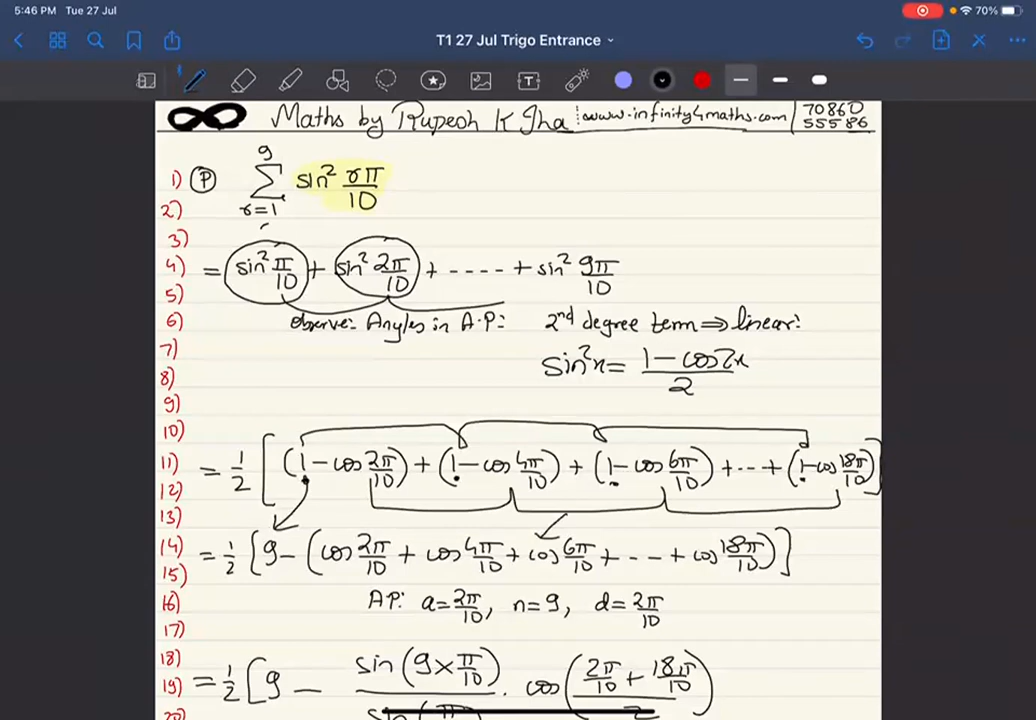 5:46 PM Tue 27 Jul
70%
T1 27 Jul Trigo Entrance
∞ Maths by Rupesh K Jha www.infinity4maths.com 70860 55586
1) P ∑_{r=1}^{9} sin² rπ/10
2)
3)
4) = sin² π/10 + sin² 2π/10 + ---- + sin² 9π/10
5)
6) observe: Angles in A.P: 2nd degree term ⇒ linear:
7) sin²x = (1 - cos2x)/2
8)
9)
10)
11) = 1/2 [(1 - cos 2π/10) + (1 - cos 4π/10) + (1 - cos 6π/10) + --- + (1 - cos 18π/10)]
12)
13)
14) = 1/2 [9 - (cos 2π/10 + cos 4π/10 + cos 6π/10 + --- + cos 18π/10)]
15)
16) AP: a = 2π/10, n = 9, d = 2π/10
17)
18)
19) = 1/2 [9 - sin(9 × π/10)/sin(π . cos((2π/10 + 18π/10)/2)
20)